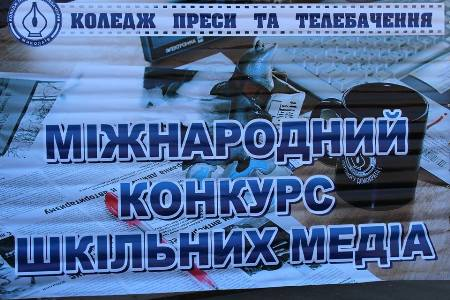 КОЛЕДЖ ПРЕСИ ТА ТЕЛЕБАЧЕННЯ
МІЖНАРОДНИЙ
КОНКУРС
ШКІЛЬНИХ МЕДІА